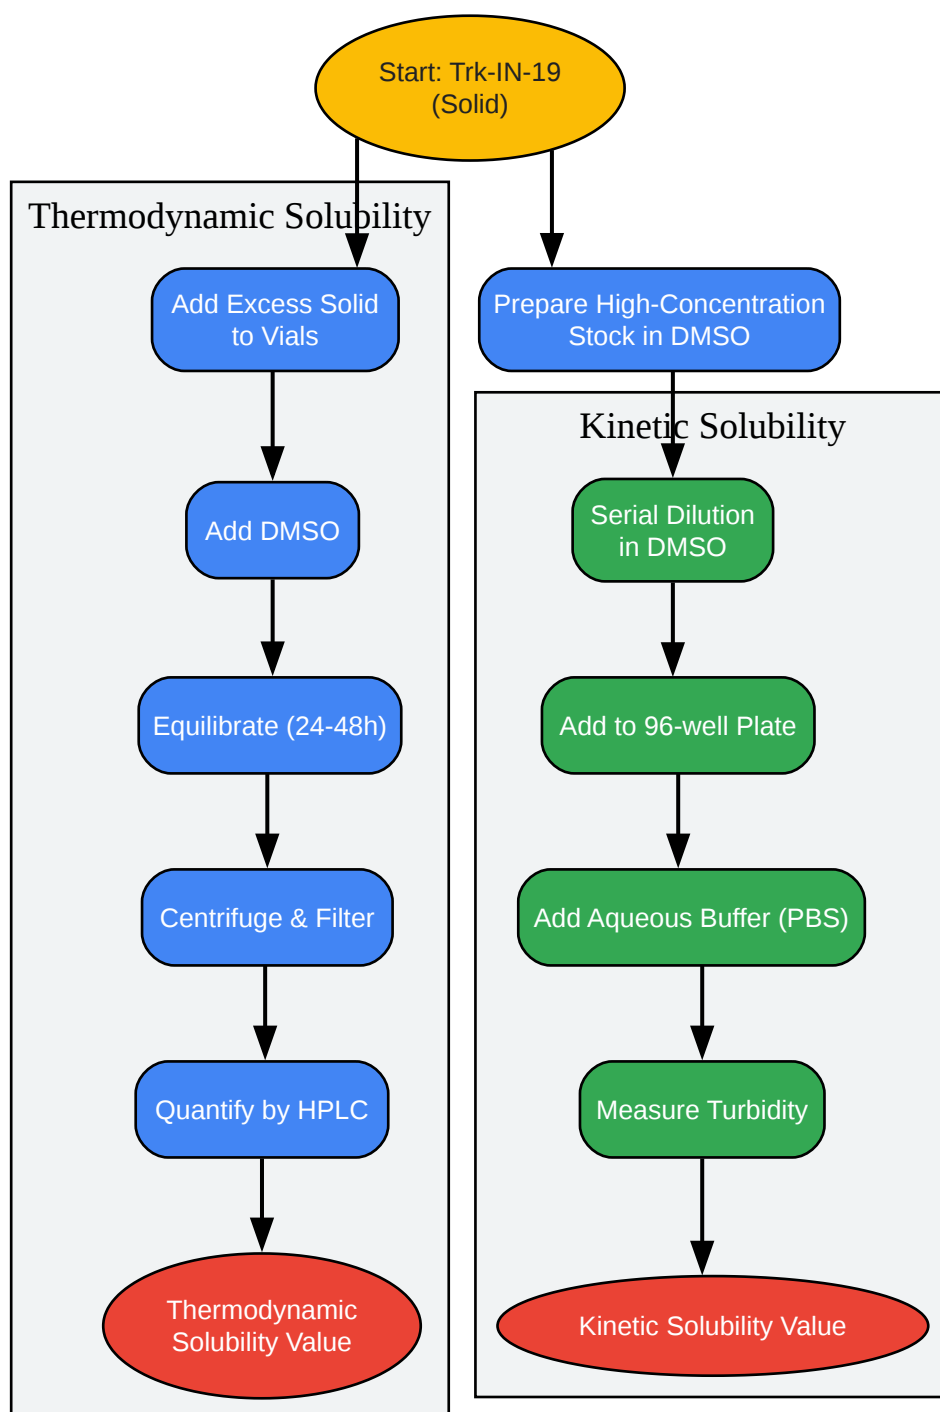 Start: Trk-IN-19
(Solid)
Thermodynamic Solubility
Add Excess Solid
to Vials
Add DMSO
Equilibrate (24-48h)
Centrifuge & Filter
Quantify by HPLC
Thermodynamic
Solubility Value
Prepare High-Concentration
Stock in DMSO
Kinetic Solubility
Serial Dilution
in DMSO
Add to 96-well Plate
Add Aqueous Buffer (PBS)
Measure Turbidity
Kinetic Solubility Value